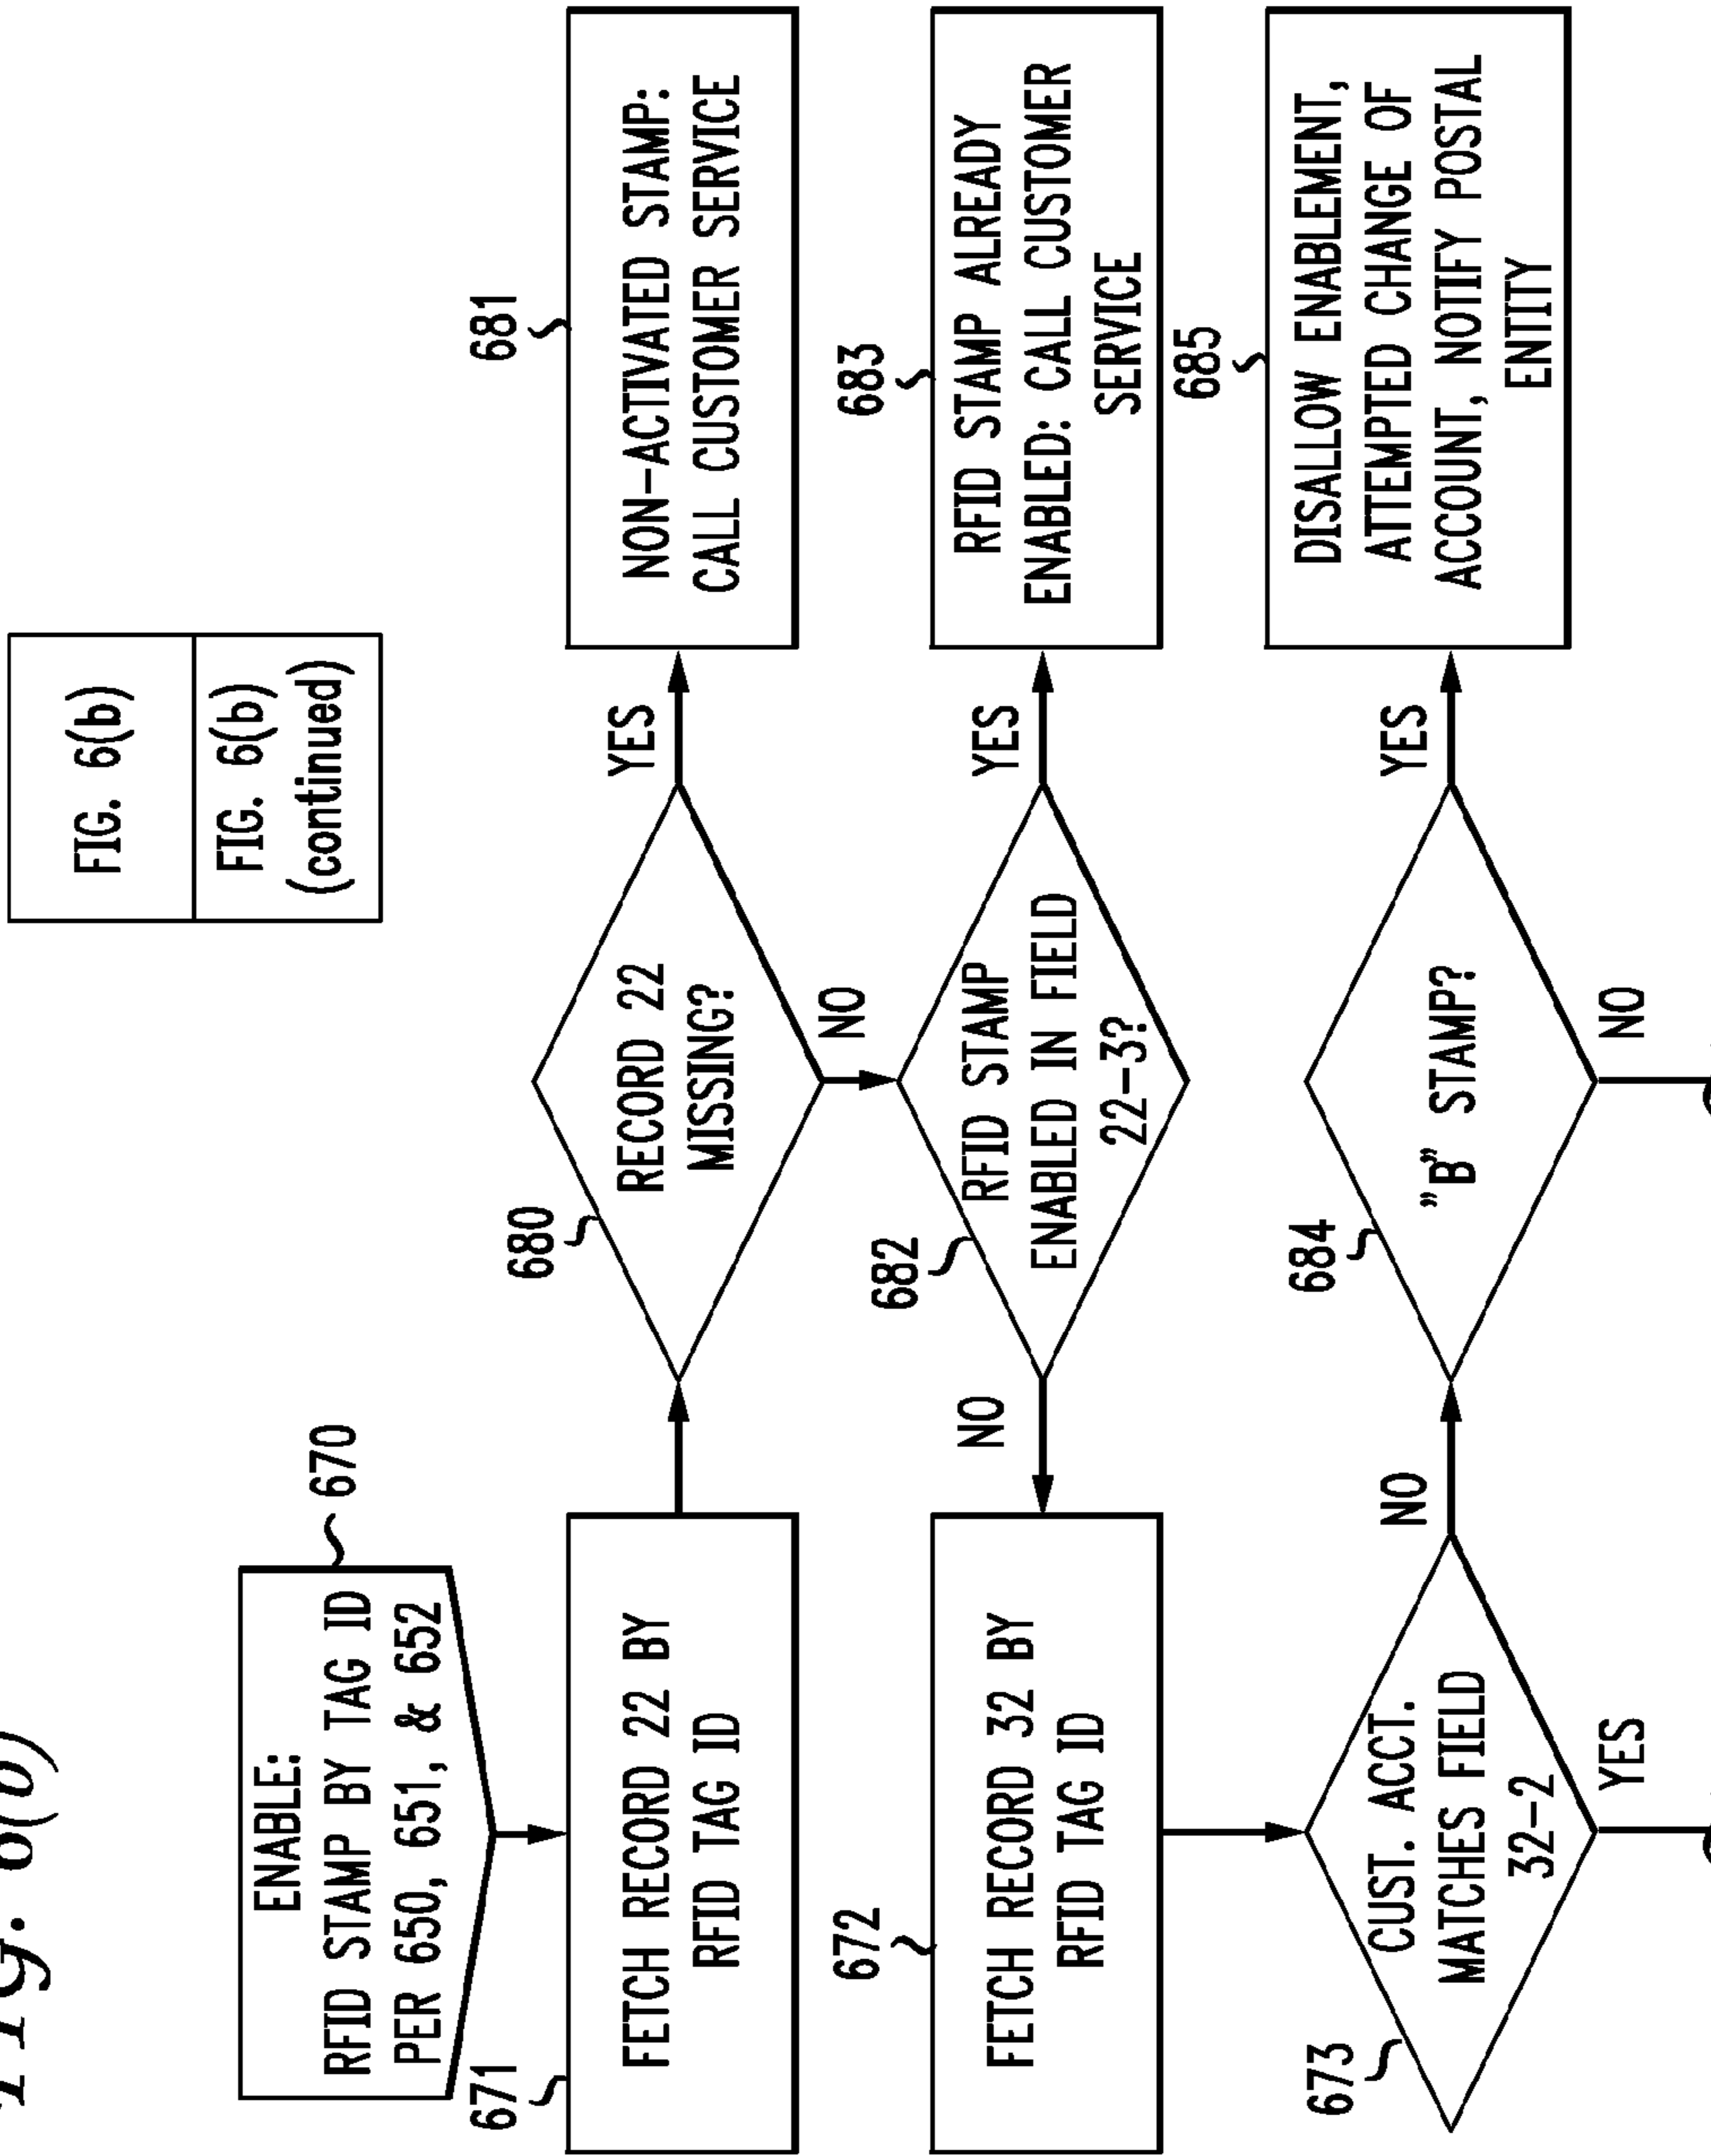 FIG. 6(b)
FIG. 6(b)
FIG. 6(b)
(continued)
670
ENABLE:
RFID STAMP BY TAG ID
PER 650, 651, & 652
671
FETCH RECORD 22 BY
RFID TAG ID
680
RECORD 22
MISSING?
YES
NO
681
NON-ACTIVATED STAMP:
CALL CUSTOMER SERVICE
682
RFID STAMP
ENABLED IN FIELD
22-3?
YES
NO
683
RFID STAMP ALREADY
ENABLED: CALL CUSTOMER
SERVICE
672
FETCH RECORD 32 BY
RFID TAG ID
673
CUST. ACCT.
MATCHES FIELD
32-2
NO
YES
684
"B" STAMP?
YES
NO
685
DISALLOW ENABLEMENT,
ATTEMPTED CHANGE OF
ACCOUNT, NOTIFY POSTAL
ENTITY